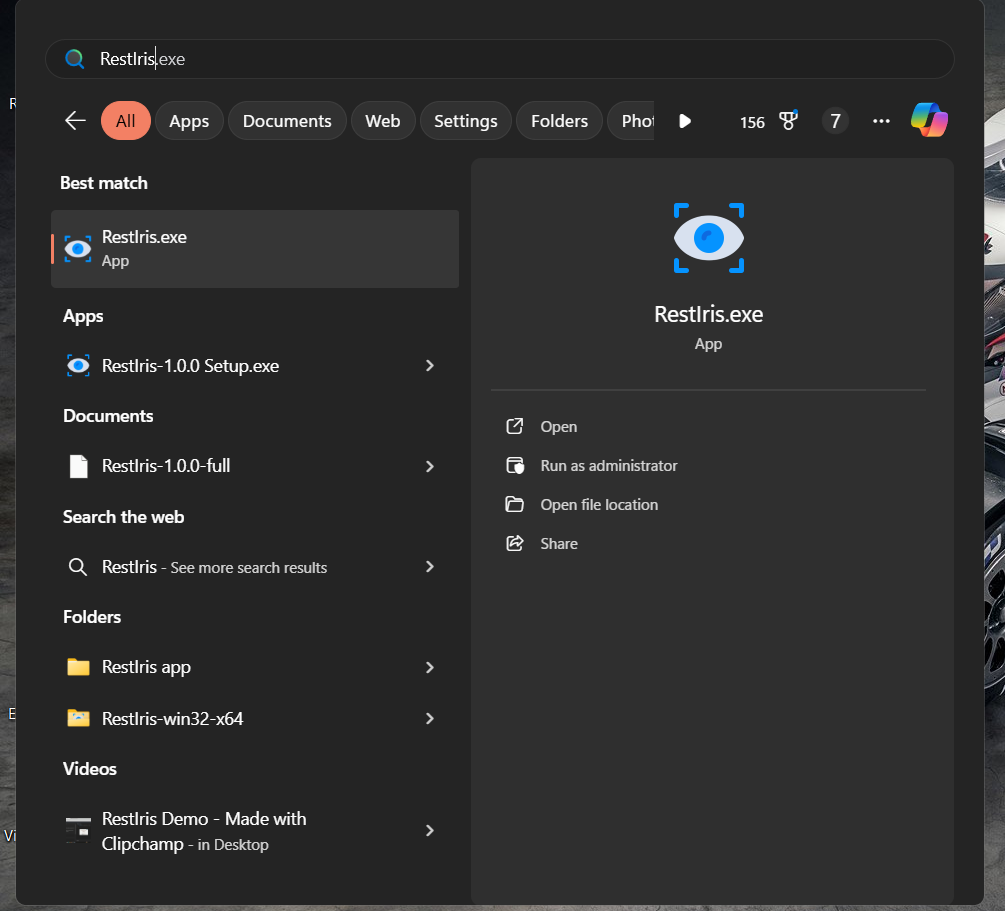 RestIris.exe
All
Apps
Documents
Web
Settings
Folders
Phot
156
7
Best match
RestIris.exe
App
Apps
RestIris-1.0.0 Setup.exe
Documents
RestIris-1.0.0-full
Search the web
RestIris - See more search results
Folders
RestIris app
RestIris-win32-x64
Videos
RestIris Demo - Made with
Clipchamp - in Desktop
RestIris.exe
App
Open
Run as administrator
Open file location
Share
R
E
Vi